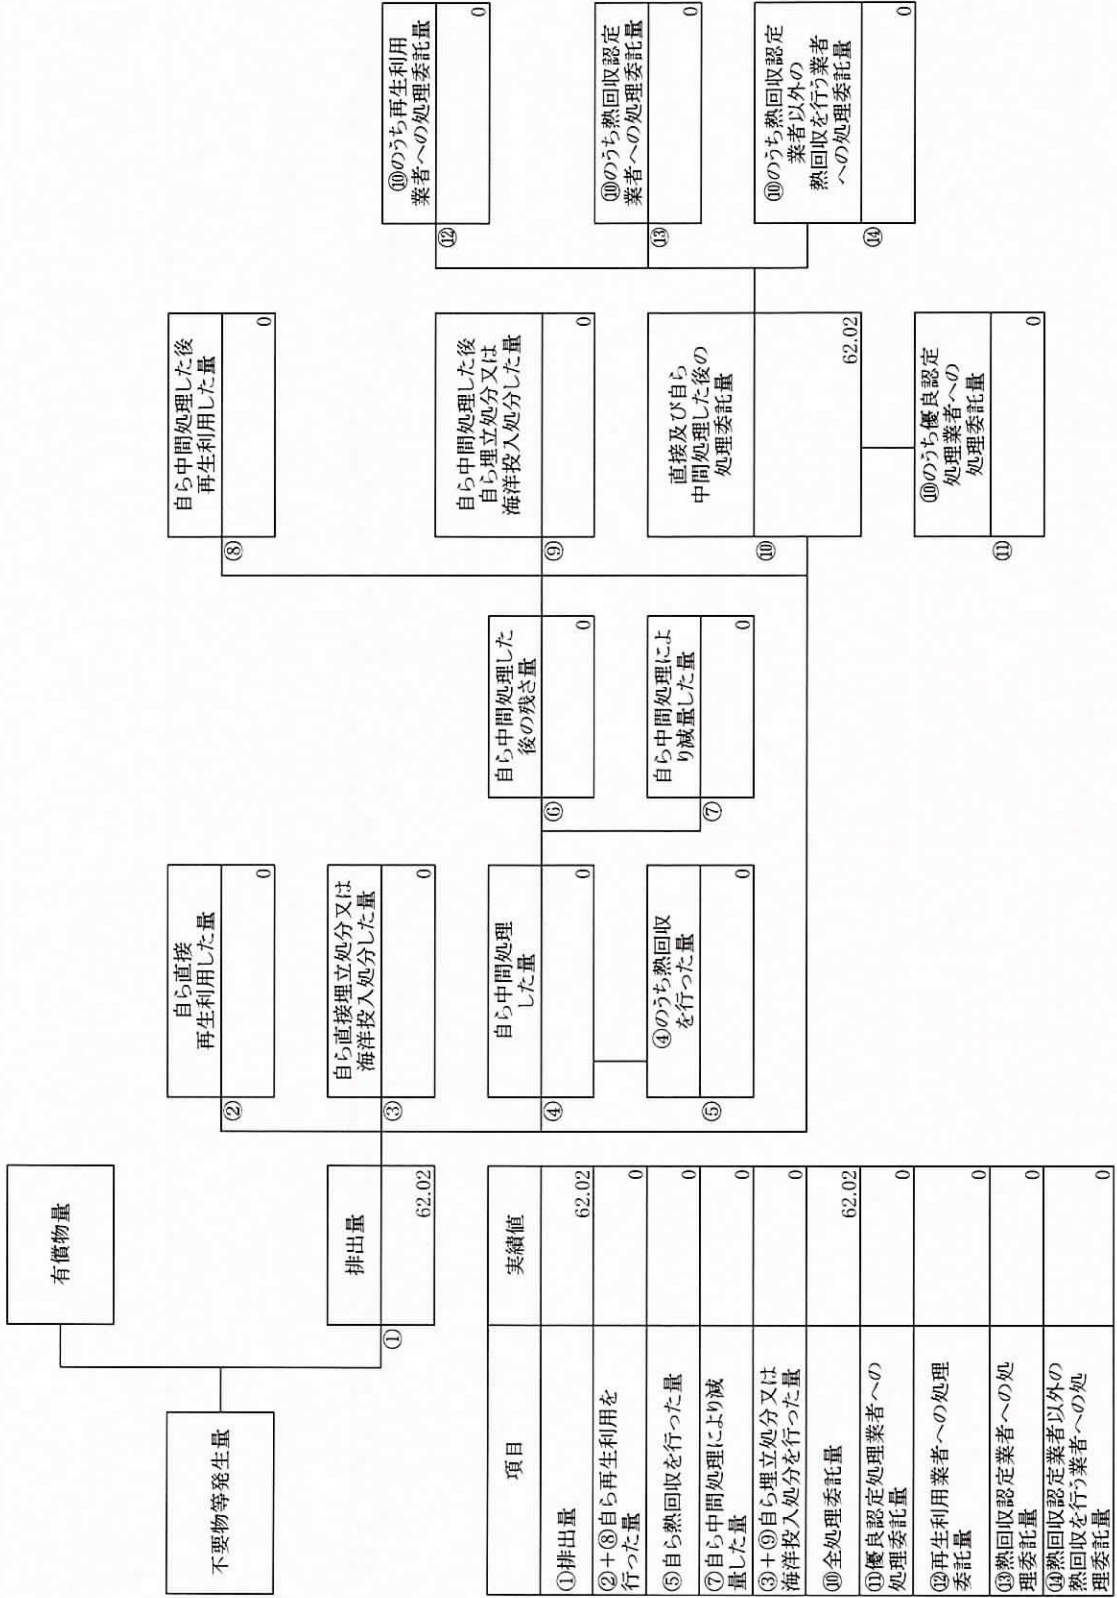 不要物等発生量
有償物量
排出量
①
62.02
自ら直接
再生利用した量
②
0
自ら直接埋立処分又は
海洋投入処分した量
③
0
自ら中間処理
した量
④
0
④のうち熱回収
を行った量
⑤
0
自ら中間処理した
後の残さ量
⑥
0
自ら中間処理によ
り減量した量
⑦
0
自ら中間処理した後
再生利用した量
⑧
0
自ら中間処理した後
自ら埋立処分又は
海洋投入処分した量
⑨
0
直接及び自ら
中間処理した後の
処理委託量
⑩
62.02
⑩のうち優良認定
処理業者への
処理委託量
⑪
0
⑩のうち再生利用
業者への処理委託量
⑫
0
⑩のうち熱回収認定
業者への処理委託量
⑬
0
⑩のうち熱回収認定
業者以外の
熱回収を行う業者
への処理委託量
⑭
0
項目 実績値
①排出量 62.02
②+⑧自ら再生利用を
行った量 0
⑤自ら熱回収を行った量 0
⑦自ら中間処理により減
量した量 0
③+⑨自ら埋立処分又は
海洋投入処分を行った量 0
⑩全処理委託量 62.02
⑪優良認定処理業者への
処理委託量 0
⑫再生利用業者への処理
委託量 0
⑬熱回収認定業者への処
理委託量 0
⑭熱回収認定業者以外の
熱回収を行う業者への処
理委託量 0